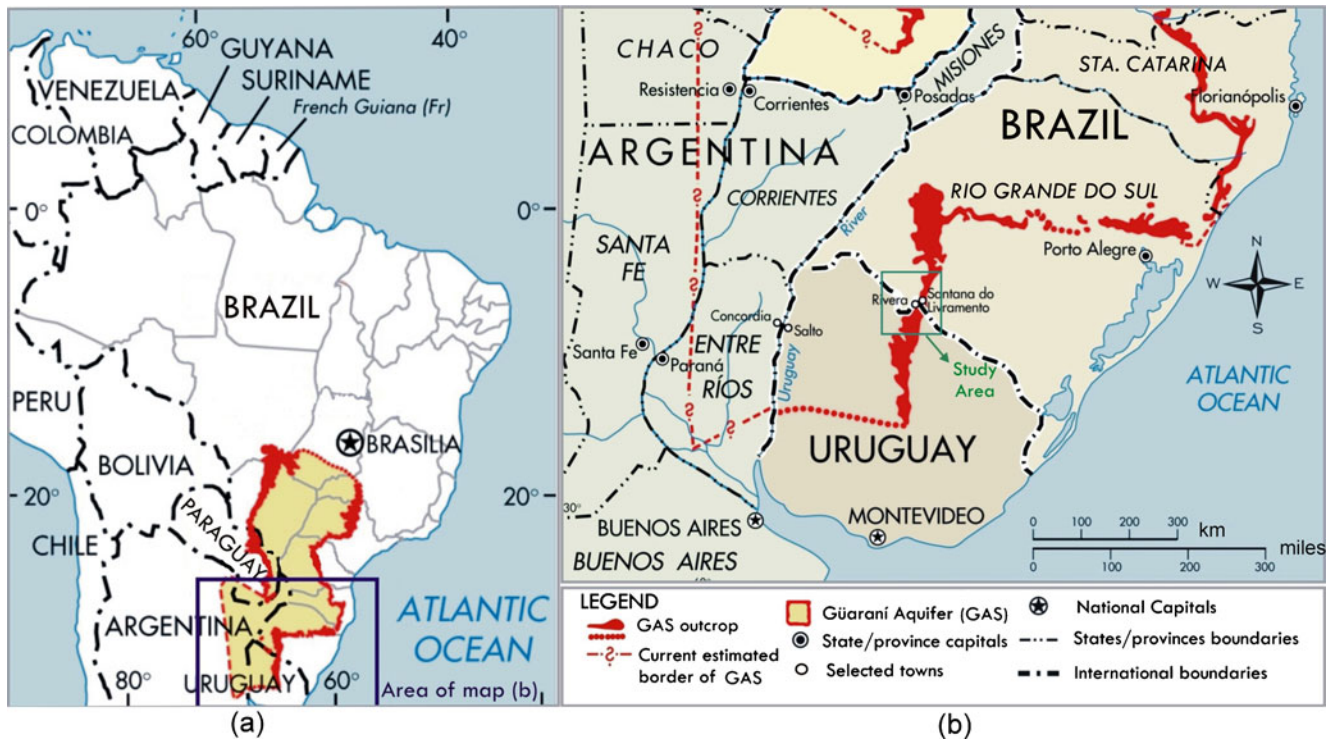 60°
40°
GUYANA
SURINAME
French Guiana (Fr)
VENEZUELA
COLOMBIA
0°
0°
BRAZIL
PERU
BRASILIA
BOLIVIA
20°
20°
PARAGUAY
CHILE
ARGENTINA
ATLANTIC
OCEAN
URUGUAY
80°
60°
Area of map (b)
(a)
CHACO
MISIONES
STA. CATARINA
Resistencia
Corrientes
Posadas
Florianópolis
BRAZIL
ARGENTINA
CORRIENTES
RIO GRANDE DO SUL
River
SANTA
FE
Porto Alegre
N
W
E
S
Rivera
Santana do
Livramento
Concordia
Salto
Santa Fe
ENTRE
RÍOS
Paraná
Uruguay
Study
Area
ATLANTIC
OCEAN
?
?
?
?
URUGUAY
30°
BUENOS AIRES
MONTEVIDEO
BUENOS AIRES
0
100
200
300
km
miles
0
100
200
300
LEGEND
GAS outcrop
?
?
Current estimated
border of GAS
Güaraní Aquifer (GAS)
State/province capitals
Selected towns
National Capitals
States/provinces boundaries
International boundaries
(b)